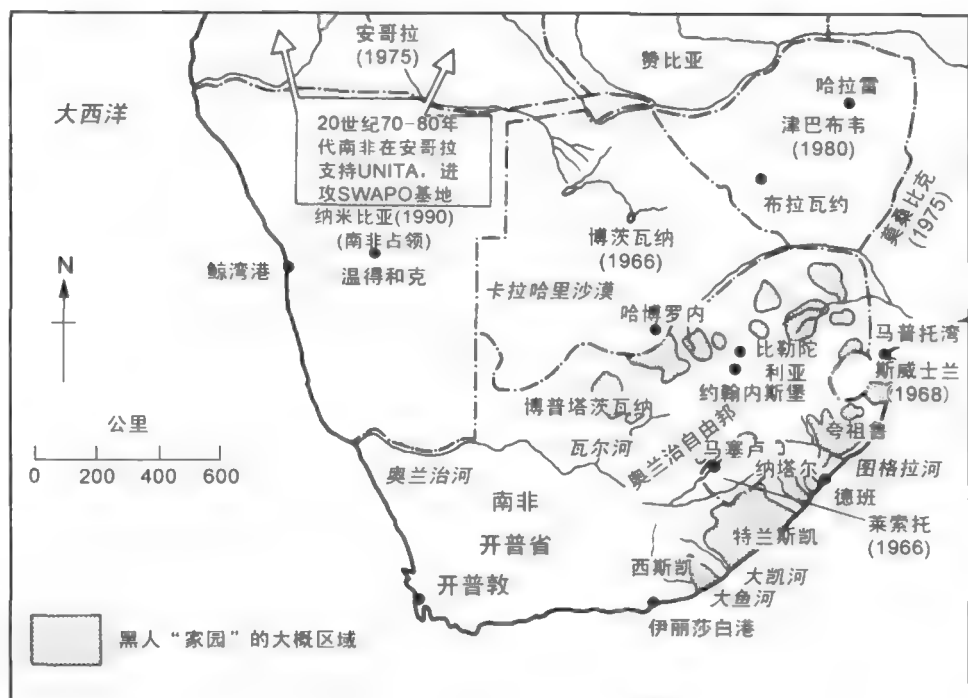 安哥拉
(1975)
赞比亚
哈拉雷
大西洋
津巴布韦
(1980)
20世纪70-80年
代南非在安哥拉
支持UNITA，进
攻SWAPO基地
纳米比亚(1990)
(南非占领)
布拉瓦约
莫桑比克
(1975)
博茨瓦纳
(1966)
N
鲸湾港
温得和克
卡拉哈里沙漠
哈博罗内
马普托湾
比勒陀
利亚
斯威士兰
(1968)
约翰内斯堡
博普塔茨瓦纳
公里
0 200 400 600
夸祖鲁
瓦尔河
奥兰治自由邦
马塞卢
纳塔尔
图格拉河
奥兰治河
德班
南非
莱索托
(1966)
特兰斯凯
开普省
西斯凯
大凯河
开普敦
大鱼河
伊丽莎白港
黑人“家园”的大概区域